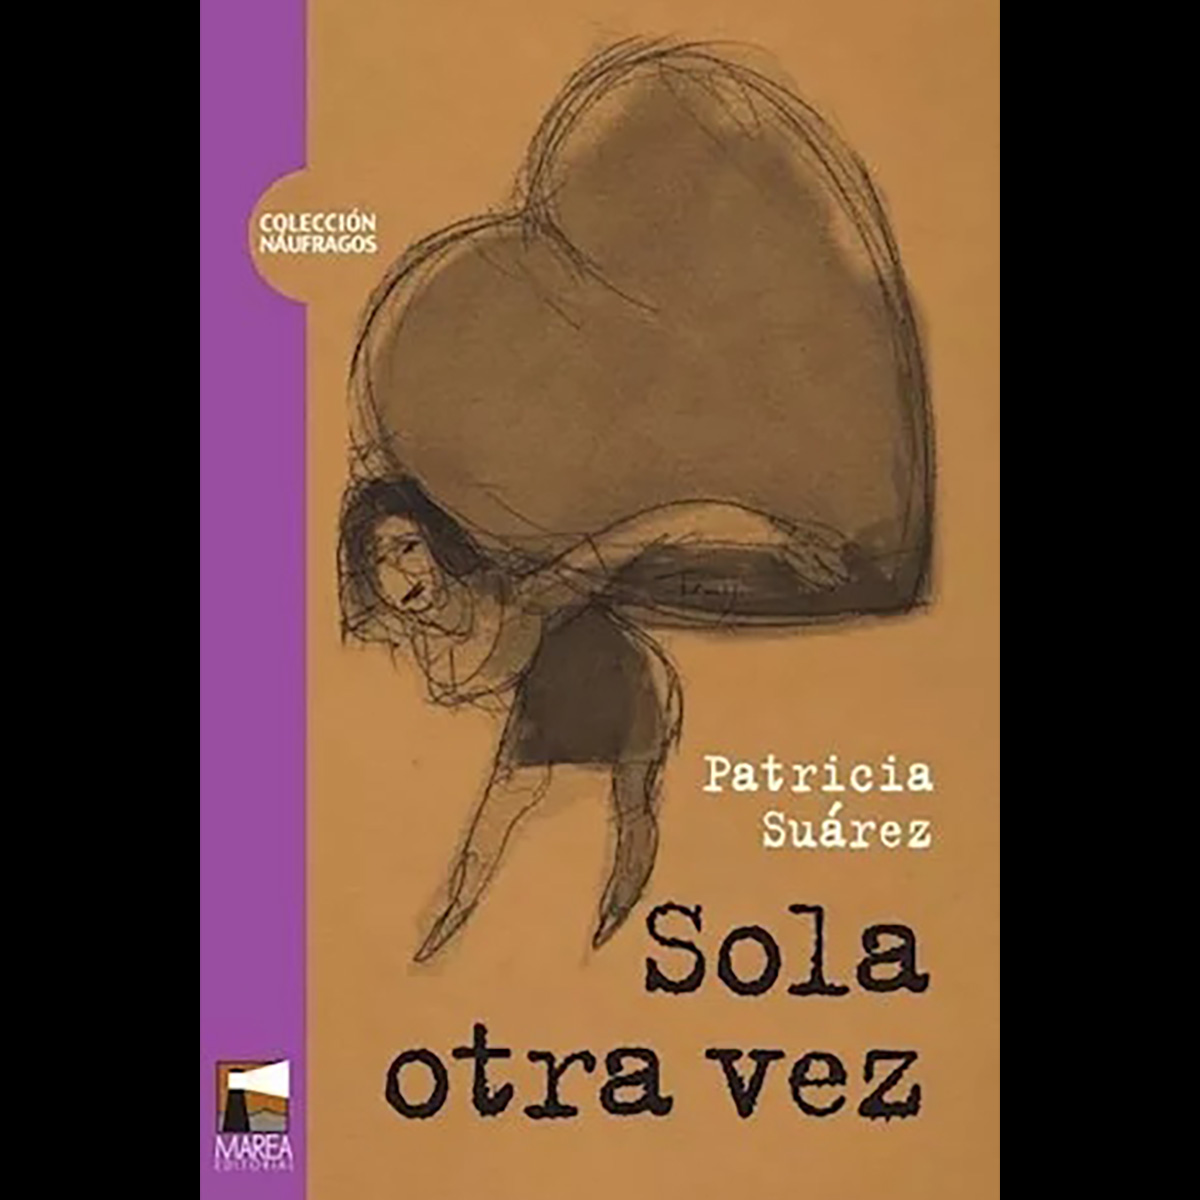 COLECCIÓN
NÁUFRAGOS
Patricia
Suárez
Sola
otra vez
MAREA
EDITORIAL